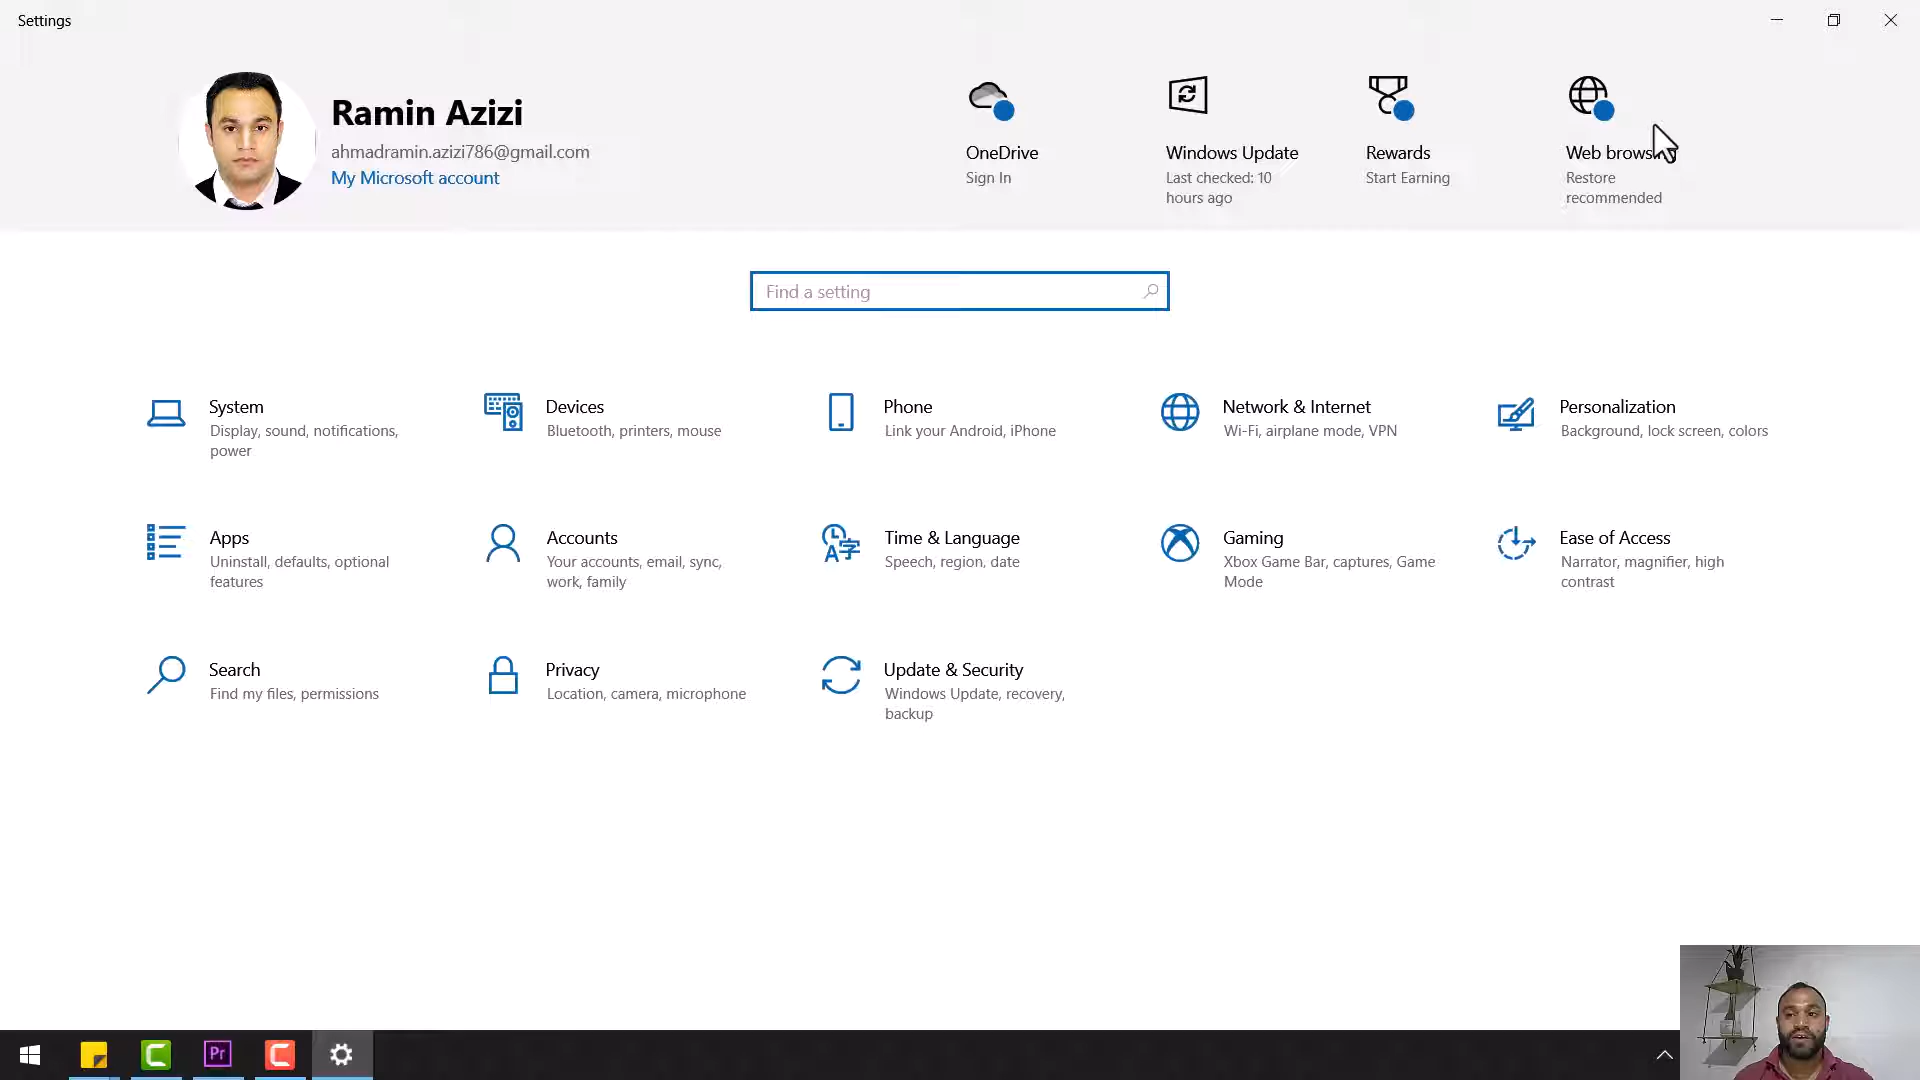 Settings
Ramin Azizi
ahmadramin.azizi786@gmail.com
My Microsoft account
OneDrive
Sign In
Windows Update
Last checked: 10
hours ago
Rewards
Start Earning
Web brows
Restore
recommended
Find a setting
System
Display, sound, notifications,
power
Devices
Bluetooth, printers, mouse
Phone
Link your Android, iPhone
Network & Internet
Wi-Fi, airplane mode, VPN
Personalization
Background, lock screen, colors
Apps
Uninstall, defaults, optional
features
Accounts
Your accounts, email, sync,
work, family
Time & Language
Speech, region, date
Gaming
Xbox Game Bar, captures, Game
Mode
Ease of Access
Narrator, magnifier, high
contrast
Search
Find my files, permissions
Privacy
Location, camera, microphone
Update & Security
Windows Update, recovery,
backup
Pr